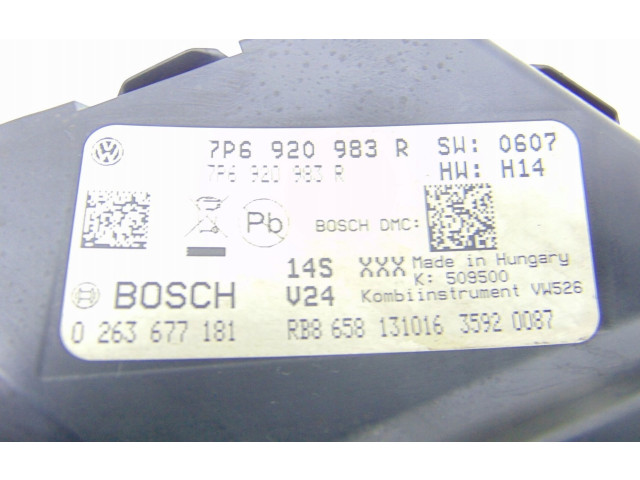 7P6 920 983 R SW: 0607
7P6 920 983 R HW: H14
Pb BOSCH DMC:
14S XXX Made in Hungary
K: 509500
BOSCH V24 Kombiinstrument VW526
0 263 677 181 RB8 658 131016 3592 0087